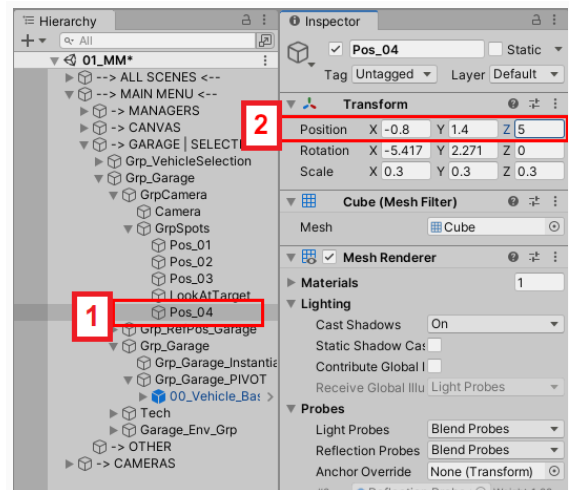 Hierarchy
All
01_MM*
--> ALL SCENES <--
--> MAIN MENU <--
-> MANAGERS
-> CANVAS
-> GARAGE | SELECT
Grp_VehicleSelection
Grp_Garage
GrpCamera
Camera
GrpSpots
Pos_01
Pos_02
Pos_03
LookAtTarget
Pos_04
Grp_RefPos_Garage
Grp_Garage
Grp_Garage_Instantia
Grp_Garage_PIVOT
00_Vehicle_Bas
Tech
Garage_Env_Grp
-> OTHER
-> CAMERAS
1
2
Inspector
Pos_04 Static
Tag Untagged Layer Default
Transform
Position X -0.8 Y 1.4 Z 5
Rotation X -5.417 Y 2.271 Z 0
Scale X 0.3 Y 0.3 Z 0.3
Cube (Mesh Filter)
Mesh Cube
Mesh Renderer
Materials 1
Lighting
Cast Shadows On
Static Shadow Cas
Contribute Global I
Receive Global Illu Light Probes
Probes
Light Probes Blend Probes
Reflection Probes Blend Probes
Anchor Override None (Transform)